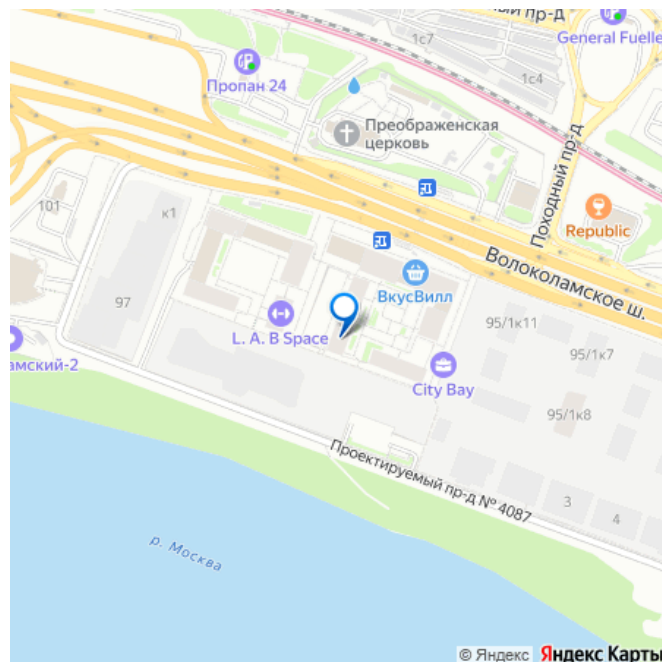 ый пр-д
1с7
General Fuelle
Пропан 24
1с4
Преображенская
церковь
Походный пр-д
101
к1
Republic
Волоколамское ш.
ВкусВилл
97
L. A. B Space
95/1к11
95/1к7
амский-2
City Bay
95/1к8
Проектируемый пр-д № 4087
3
4
р. Москва
© Яндекс Яндекс Карты